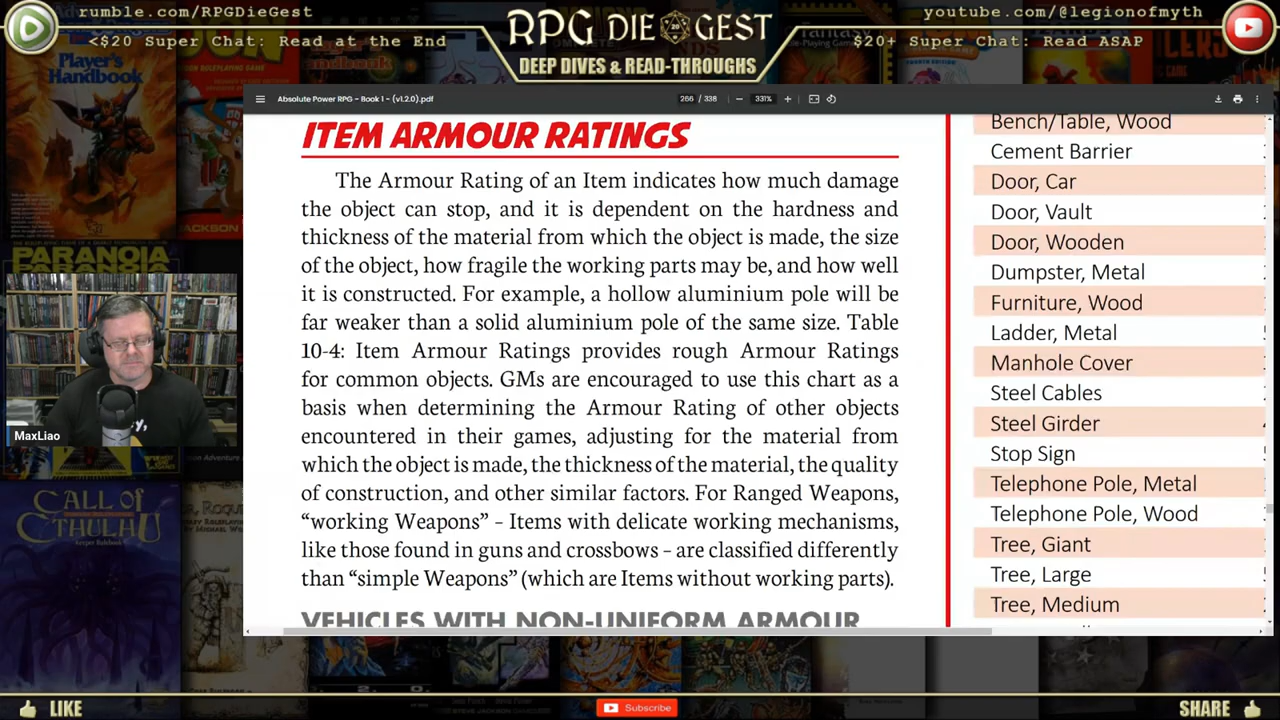 rumble.com/RPGDieGest
<$20 Super Chat: Read at the End
RPG DIE GEST
DEEP DIVES & READ-THROUGHS
youtube.com/@legionofmyth
$20+ Super Chat: Read ASAP
Player's
Handbook
PARANOIA
CALL OF
CTHULHU
MaxLiao
Absolute Power RPG - Book 1 - (v1.2.0).pdf
266 / 338
331%
ITEM ARMOUR RATINGS
The Armour Rating of an Item indicates how much damage
the object can stop, and it is dependent on the hardness and
thickness of the material from which the object is made, the size
of the object, how fragile the working parts may be, and how well
it is constructed. For example, a hollow aluminium pole will be
far weaker than a solid aluminium pole of the same size. Table
10-4: Item Armour Ratings provides rough Armour Ratings
for common objects. GMs are encouraged to use this chart as a
basis when determining the Armour Rating of other objects
encountered in their games, adjusting for the material from
which the object is made, the thickness of the material, the quality
of construction, and other similar factors. For Ranged Weapons,
“working Weapons” – Items with delicate working mechanisms,
like those found in guns and crossbows – are classified differently
than “simple Weapons” (which are Items without working parts).
VEHICLES WITH NON-UNIFORM ARMOUR
Bench/Table, Wood
Cement Barrier
Door, Car
Door, Vault
Door, Wooden
Dumpster, Metal
Furniture, Wood
Ladder, Metal
Manhole Cover
Steel Cables
Steel Girder
Stop Sign
Telephone Pole, Metal
Telephone Pole, Wood
Tree, Giant
Tree, Large
Tree, Medium
LIKE
Subscribe
SHARE